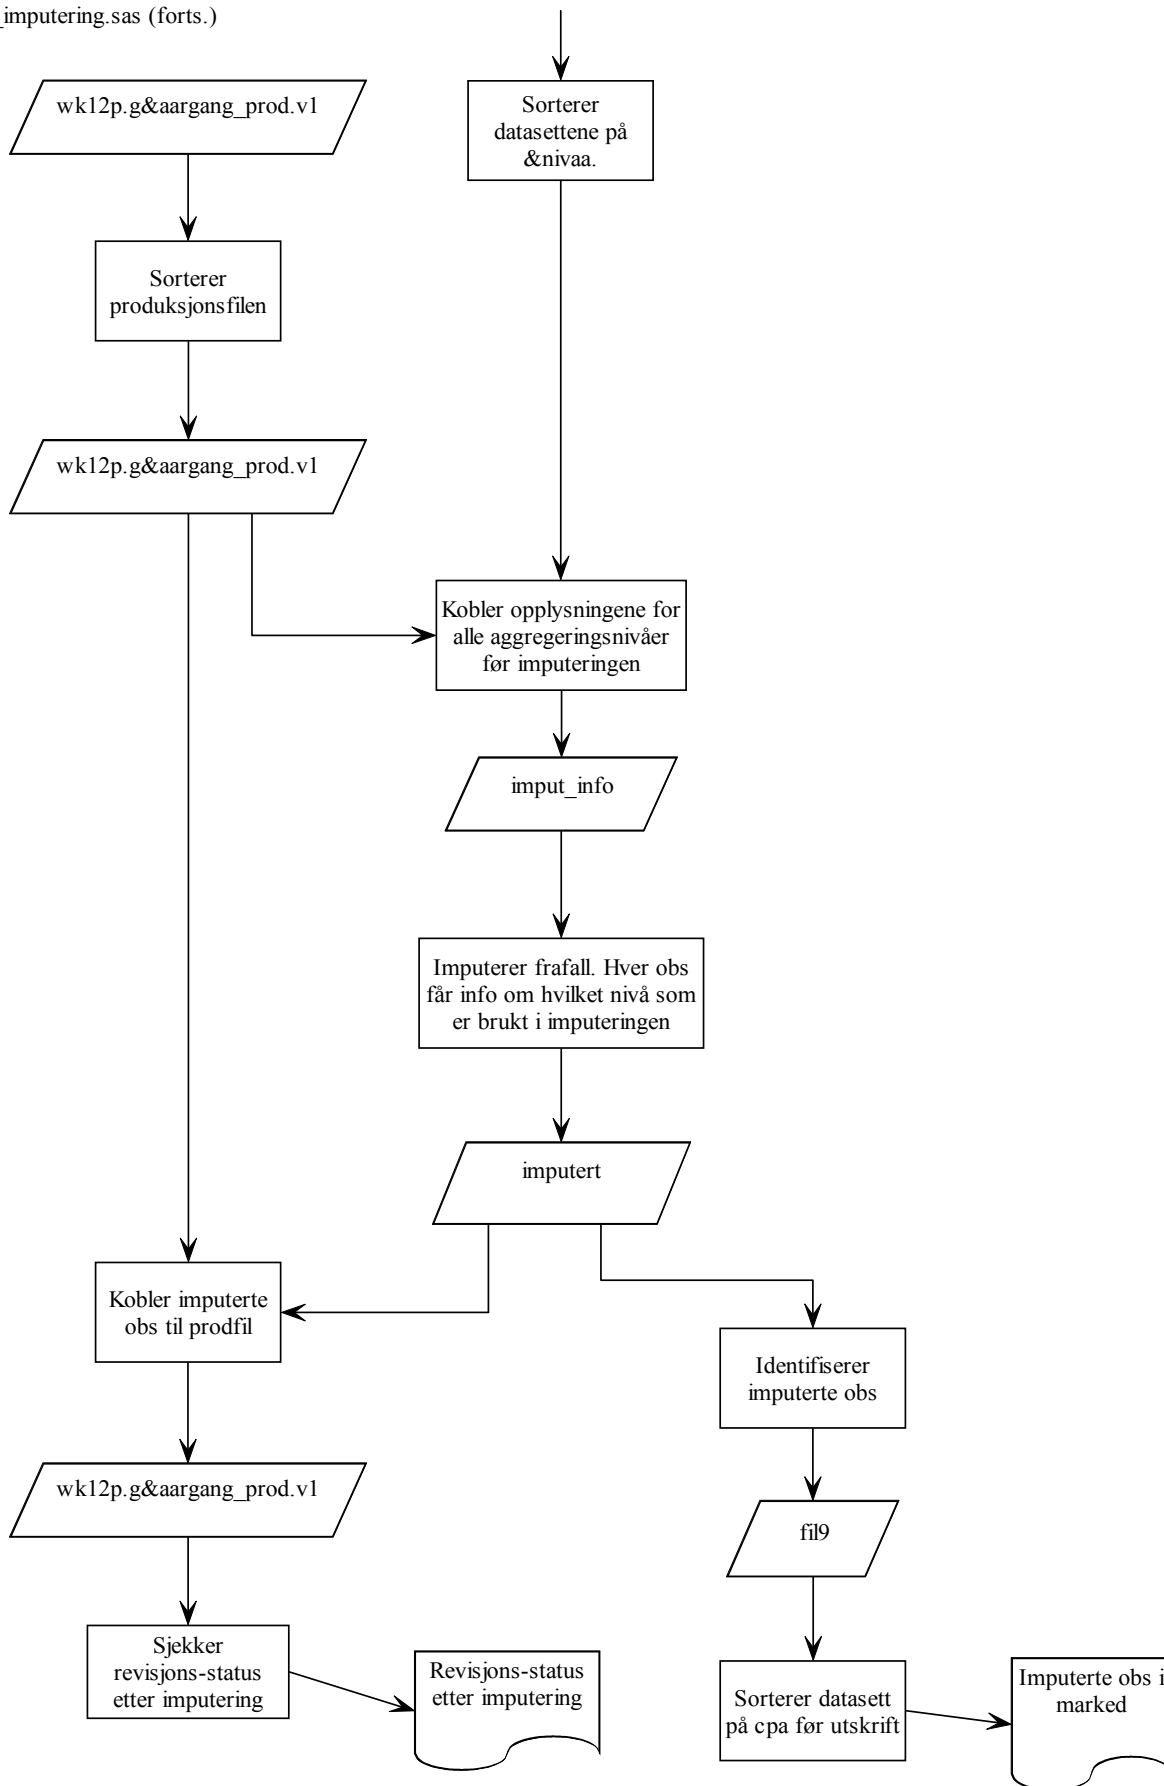 _imputering.sas (forts.)
wk12p.g&aargang_prod.v1
Sorterer
datasettene på
&nivaa.
Sorterer
produksjonsfilen
wk12p.g&aargang_prod.v1
Kobler opplysningene for
alle aggregeringsnivåer
før imputeringen
imput_info
Imputerer frafall. Hver obs
får info om hvilket nivå som
er brukt i imputeringen
imputert
Kobler imputerte
obs til prodfil
Identifiserer
imputerte obs
wk12p.g&aargang_prod.v1
fil9
Sjekker
revisjons-status
etter imputering
Revisjons-status
etter imputering
Sorterer datasett
på cpa før utskrift
Imputerte obs i
marked